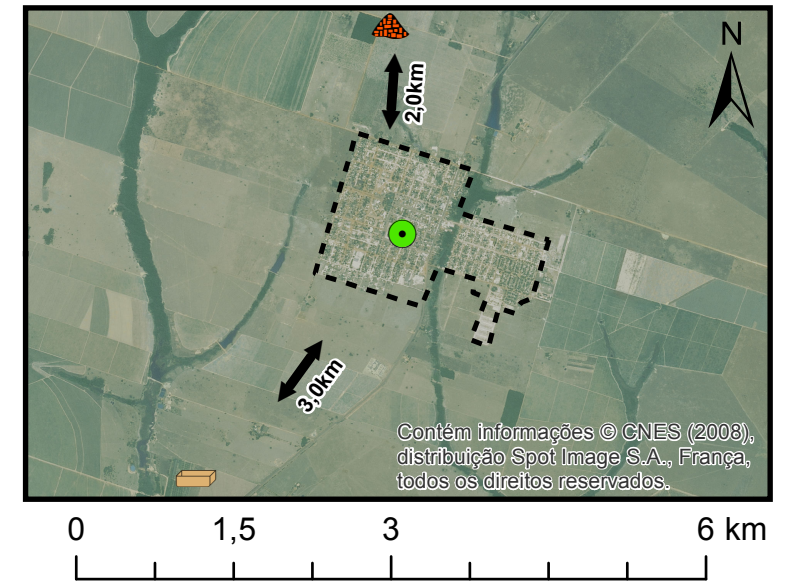 N
2,0km
3,0km
Contém informações © CNES (2008),
distribuição Spot Image S.A., França,
todos os direitos reservados.
0 1,5 3 6 km